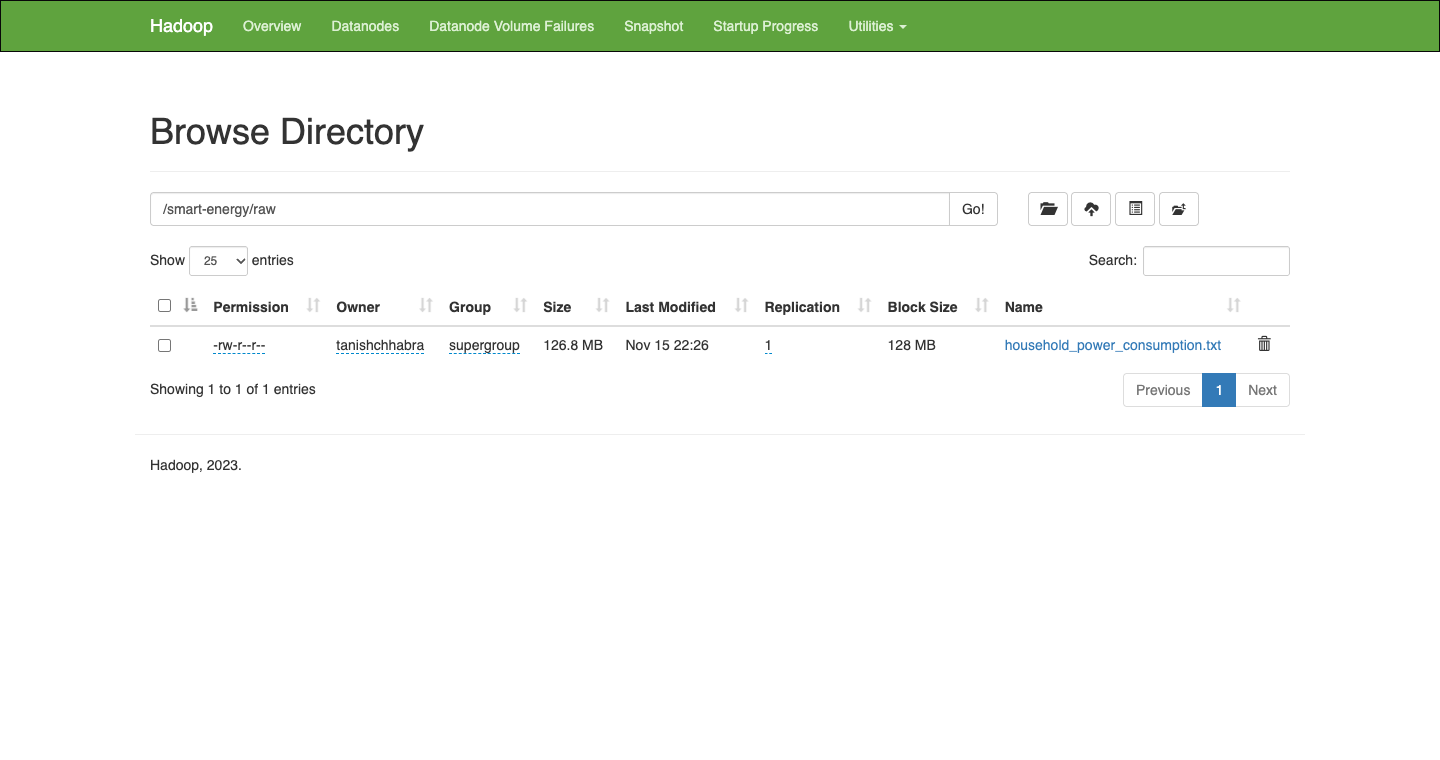 Hadoop Overview Datanodes Datanode Volume Failures Snapshot Startup Progress Utilities
Browse Directory
/smart-energy/raw Go!
Show 25 entries Search:
Permission Owner Group Size Last Modified Replication Block Size Name
-rw-r--r-- tanishchhabra supergroup 126.8 MB Nov 15 22:26 1 128 MB household_power_consumption.txt
Showing 1 to 1 of 1 entries Previous 1 Next
Hadoop, 2023.